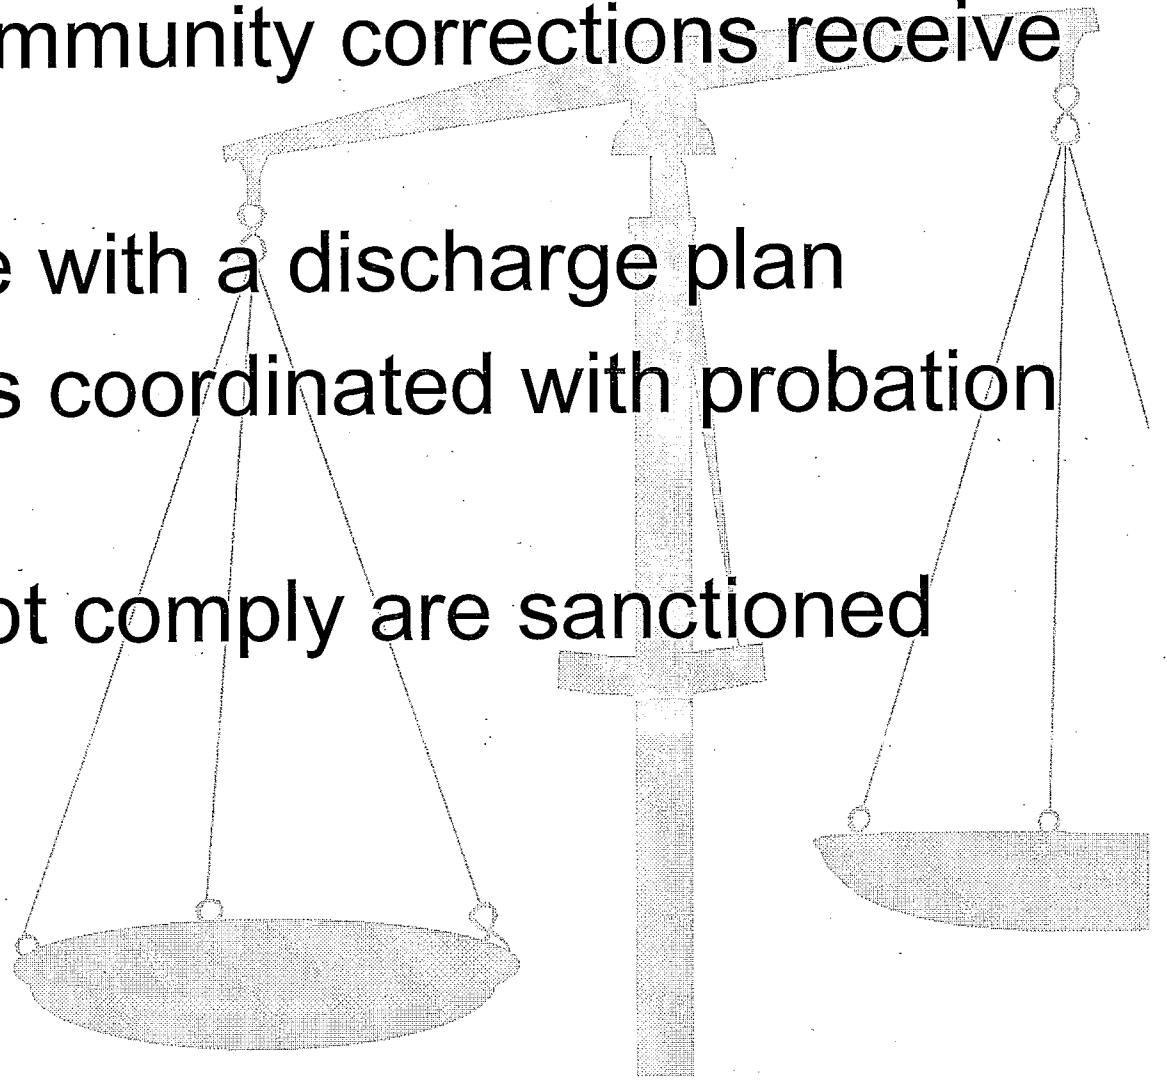 mmunity corrections receive
e with a discharge plan
s coordinated with probation
ot comply are sanctioned